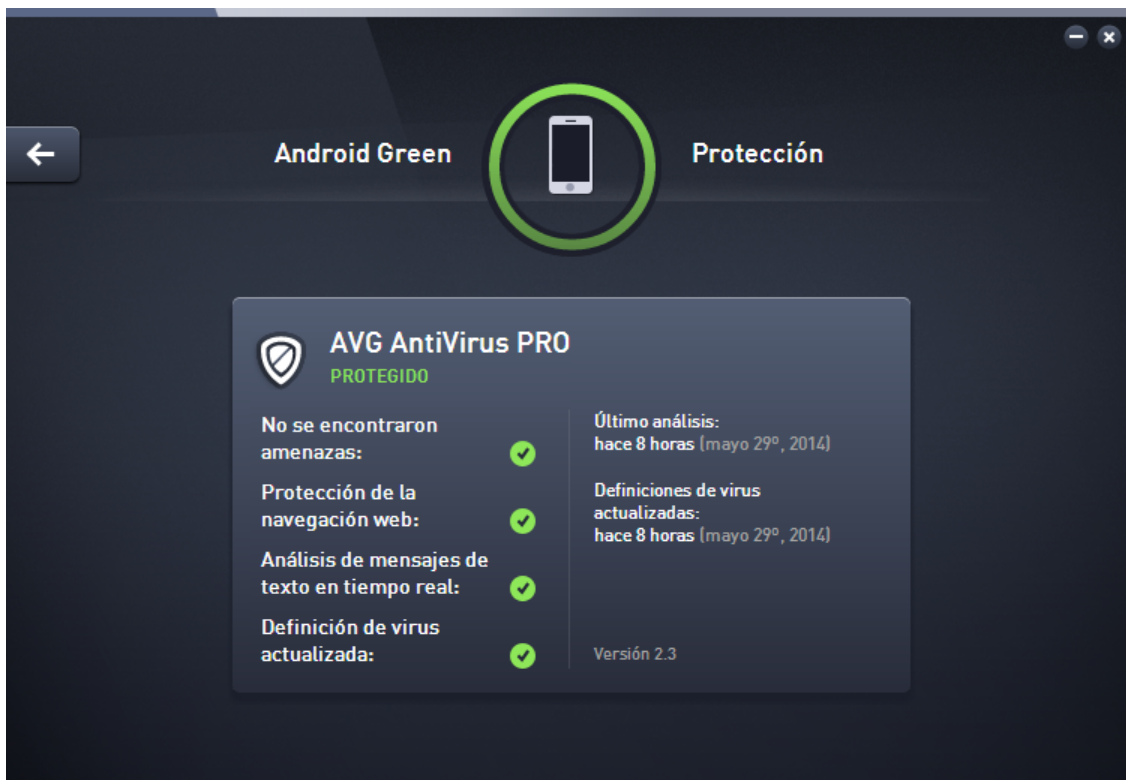 Android Green
Protección
AVG AntiVirus PRO
PROTEGIDO
No se encontraron
amenazas:
Protección de la
navegación web:
Análisis de mensajes de
texto en tiempo real:
Definición de virus
actualizada:
Último análisis:
hace 8 horas (mayo 29º, 2014)
Definiciones de virus
actualizadas:
hace 8 horas (mayo 29º, 2014)
Versión 2.3